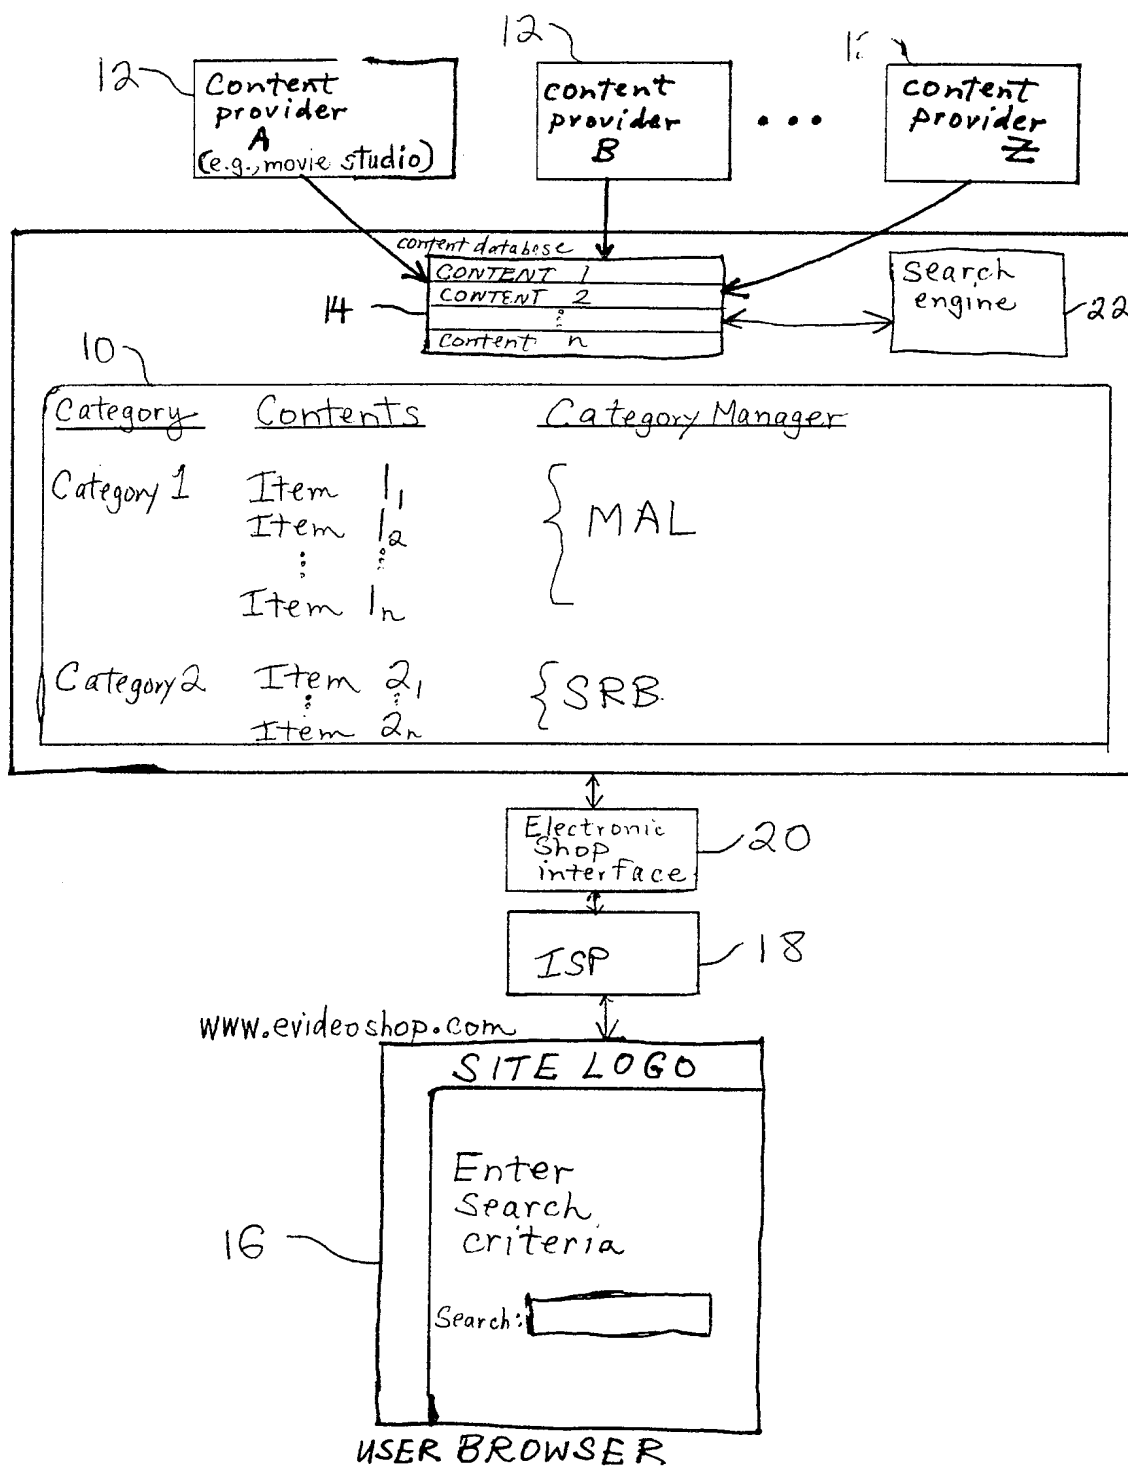 12
12
content
provider
A
(e.g., movie studio)
content
provider
B
...
content
provider
Z
content database
CONTENT 1
CONTENT 2
content n
14
search
engine
22
10
Category Contents Category Manager
Category 1 Item 1₁ MAL
Item 1₂
Item 1ₙ
Category 2 Item 2₁ SRB
Item 2ₙ
Electronic
shop
interface
20
ISP
18
www.evideoshop.com
SITE LOGO
Enter
search
criteria
Search:
16
USER BROWSER